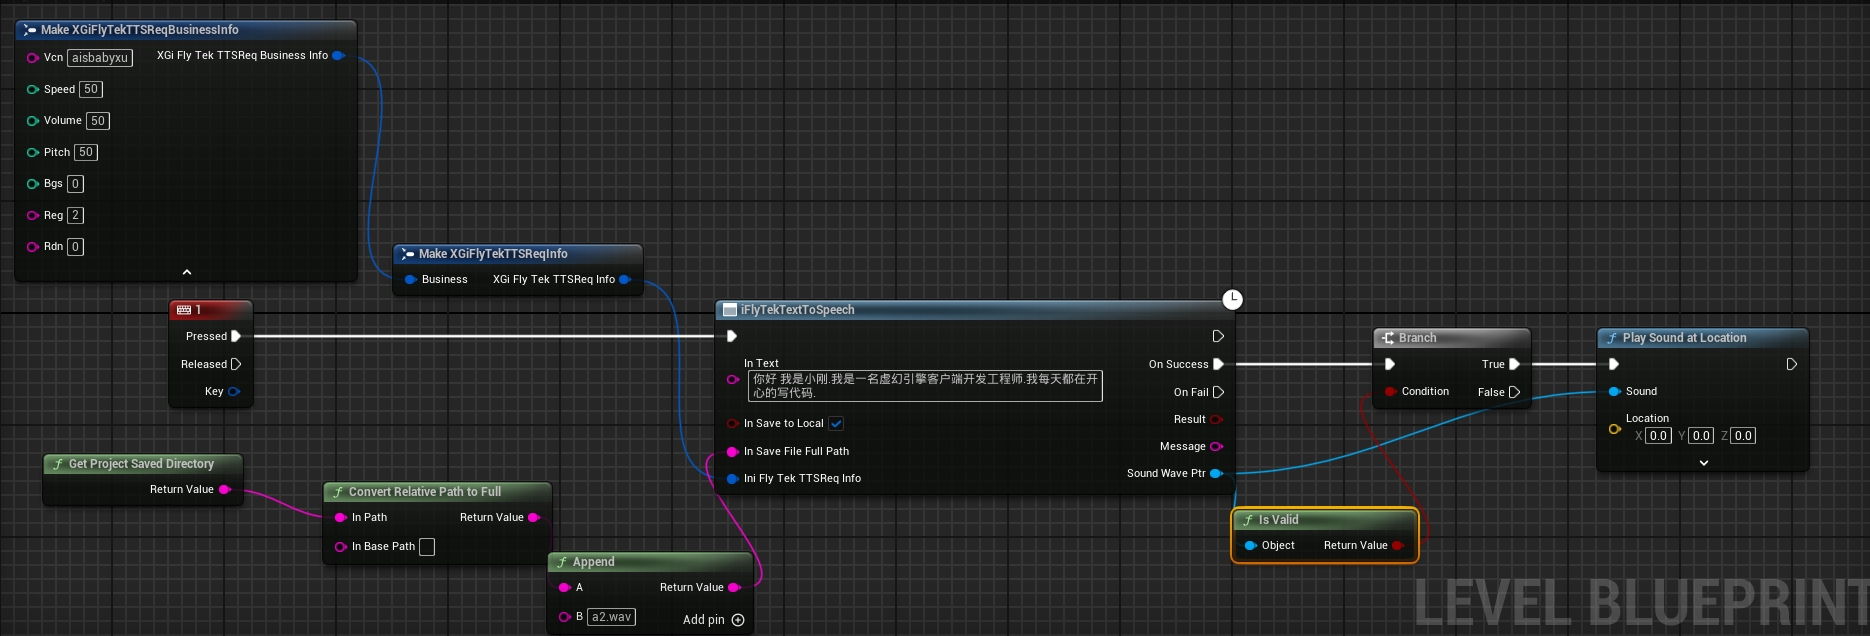 Make XGiFlyTekTTSReqBusinessInfo
Vcn aisbabyxu XGi Fly Tek TTSReq Business Info
Speed 50
Volume 50
Pitch 50
Bgs 0
Reg 2
Rdn 0
Make XGiFlyTekTTSReqInfo
Business XGi Fly Tek TTSReq Info
1
Pressed
Released
Key
iFlyTekTextToSpeech
In Text
你好 我是小刚.我是一名虚幻引擎客户端开发工程师.我每天都在开
心的写代码.
On Success
On Fail
In Save to Local
Result
Message
In Save File Full Path
Ini Fly Tek TTSReq Info
Sound Wave Ptr
Branch
True
Condition False
Play Sound at Location
Sound
Location
X 0.0 Y 0.0 Z 0.0
Get Project Saved Directory
Return Value
Convert Relative Path to Full
In Path Return Value
In Base Path
Append
A Return Value
B a2.wav Add pin
Is Valid
Object Return Value
LEVEL BLUEPRINT